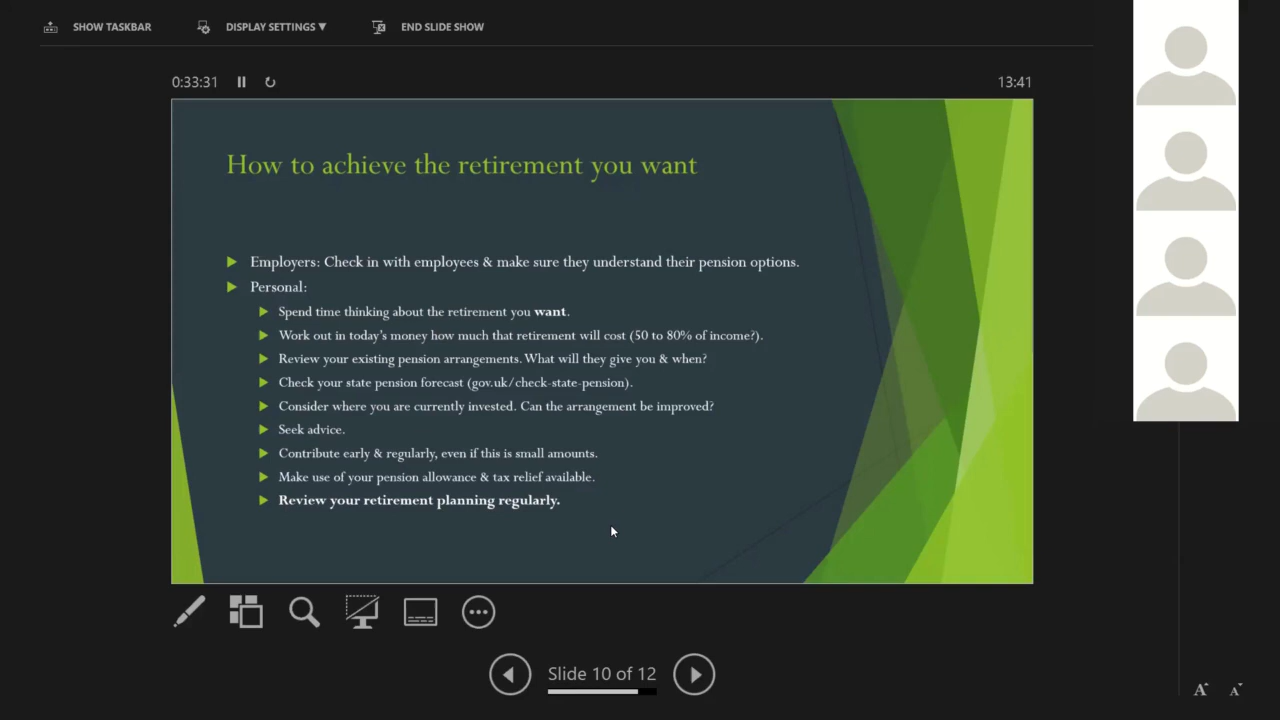 SHOW TASKBAR
DISPLAY SETTINGS ▼
END SLIDE SHOW
0:33:31
13:41
How to achieve the retirement you want
Employers: Check in with employees & make sure they understand their pension options.
Personal:
Spend time thinking about the retirement you want.
Work out in today's money how much that retirement will cost (50 to 80% of income?).
Review your existing pension arrangements. What will they give you & when?
Check your state pension forecast (gov.uk/check-state-pension).
Consider where you are currently invested. Can the arrangement be improved?
Seek advice.
Contribute early & regularly, even if this is small amounts.
Make use of your pension allowance & tax relief available.
Review your retirement planning regularly.
Slide 10 of 12
A A